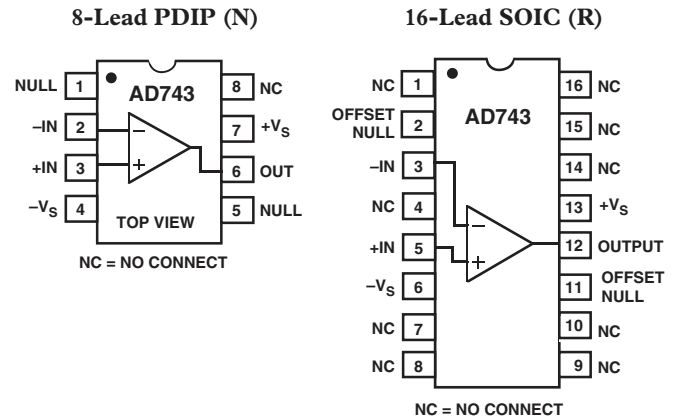 8-Lead PDIP (N)
NULL 1
8 NC
AD743
–IN 2
7 +VS
+IN 3
6 OUT
–VS 4
5 NULL
TOP VIEW
NC = NO CONNECT
16-Lead SOIC (R)
NC 1
16 NC
AD743
OFFSET
NULL 2
15 NC
–IN 3
14 NC
NC 4
13 +VS
+IN 5
12 OUTPUT
–VS 6
11 OFFSET
NULL
NC 7
10 NC
NC 8
9 NC
NC = NO CONNECT